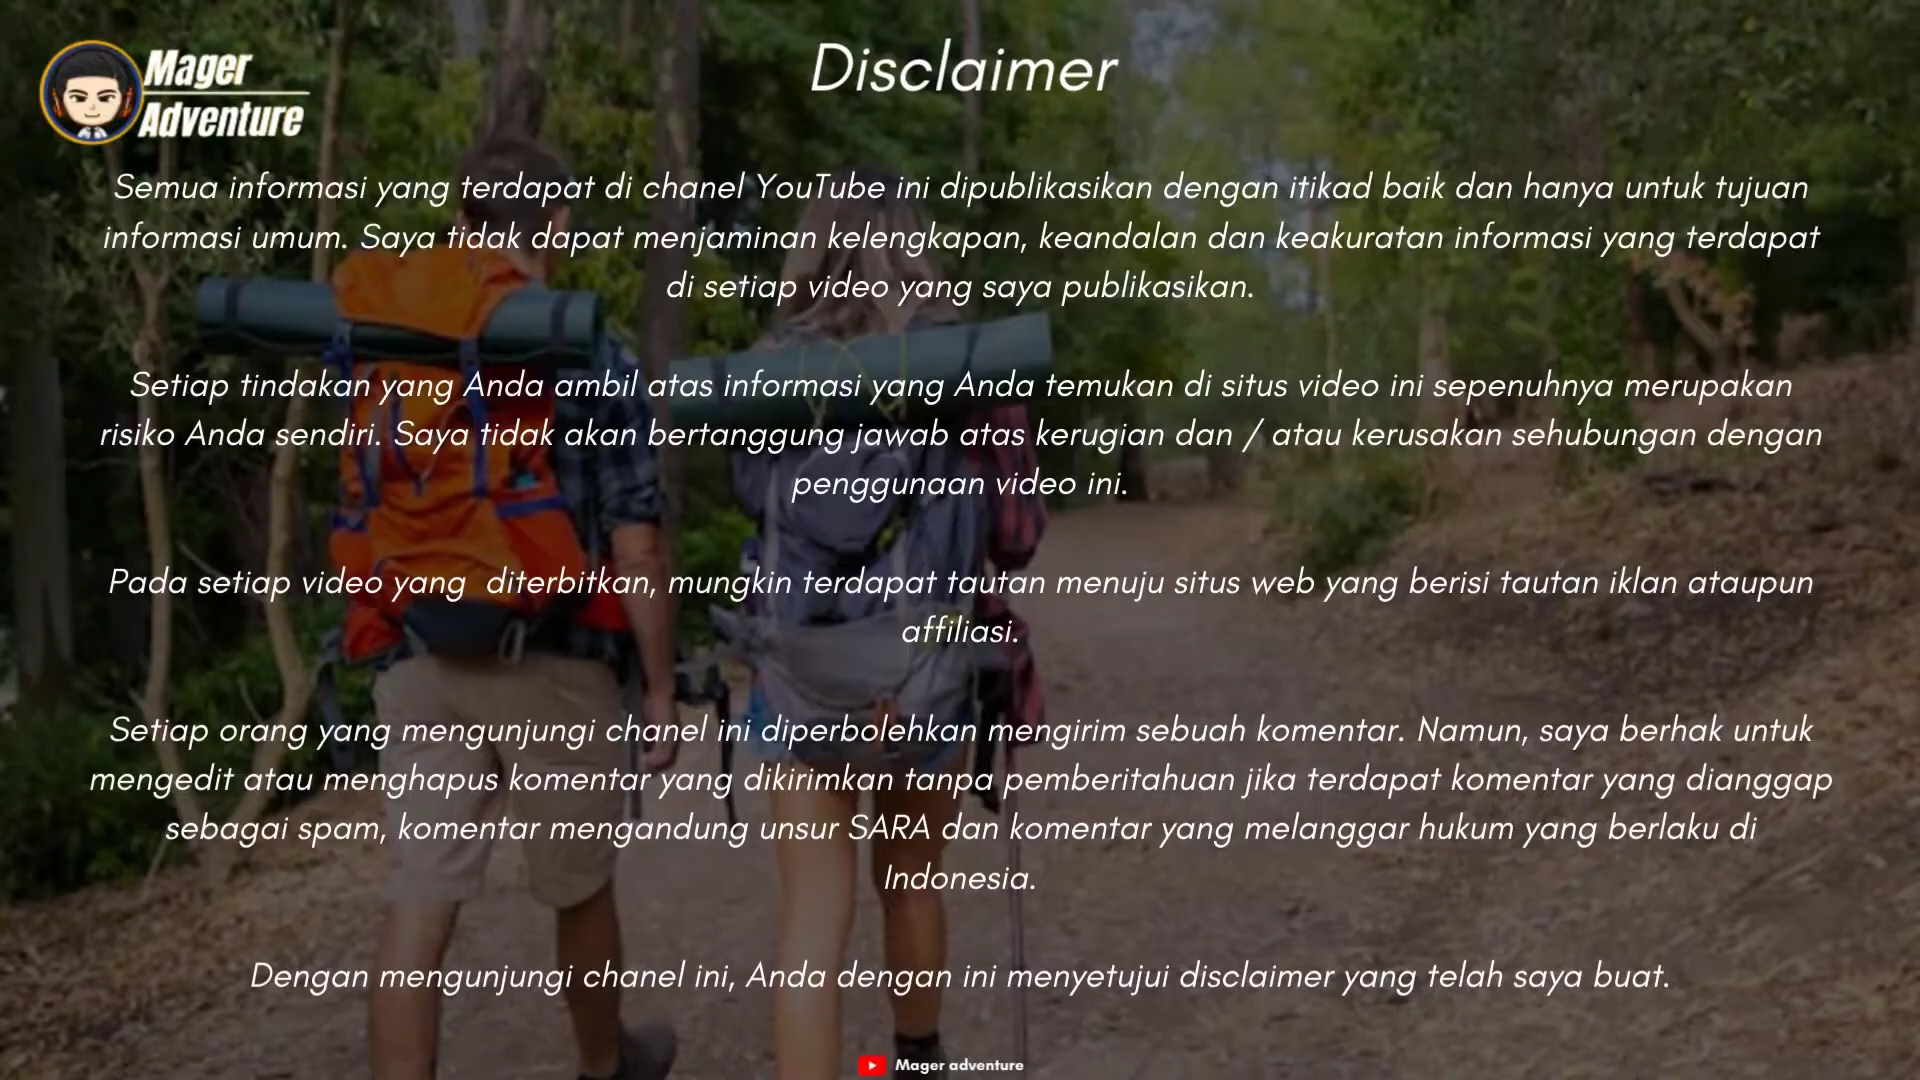 Mager
Adventure
Disclaimer
Semua informasi yang terdapat di chanel YouTube ini dipublikasikan dengan itikad baik dan hanya untuk tujuan
informasi umum. Saya tidak dapat menjaminan kelengkapan, keandalan dan keakuratan informasi yang terdapat
di setiap video yang saya publikasikan.
Setiap tindakan yang Anda ambil atas informasi yang Anda temukan di situs video ini sepenuhnya merupakan
risiko Anda sendiri. Saya tidak akan bertanggung jawab atas kerugian dan / atau kerusakan sehubungan dengan
penggunaan video ini.
Pada setiap video yang  diterbitkan, mungkin terdapat tautan menuju situs web yang berisi tautan iklan ataupun
affiliasi.
Setiap orang yang mengunjungi chanel ini diperbolehkan mengirim sebuah komentar. Namun, saya berhak untuk
mengedit atau menghapus komentar yang dikirimkan tanpa pemberitahuan jika terdapat komentar yang dianggap
sebagai spam, komentar mengandung unsur SARA dan komentar yang melanggar hukum yang berlaku di
Indonesia.
Dengan mengunjungi chanel ini, Anda dengan ini menyetujui disclaimer yang telah saya buat.
Mager adventure